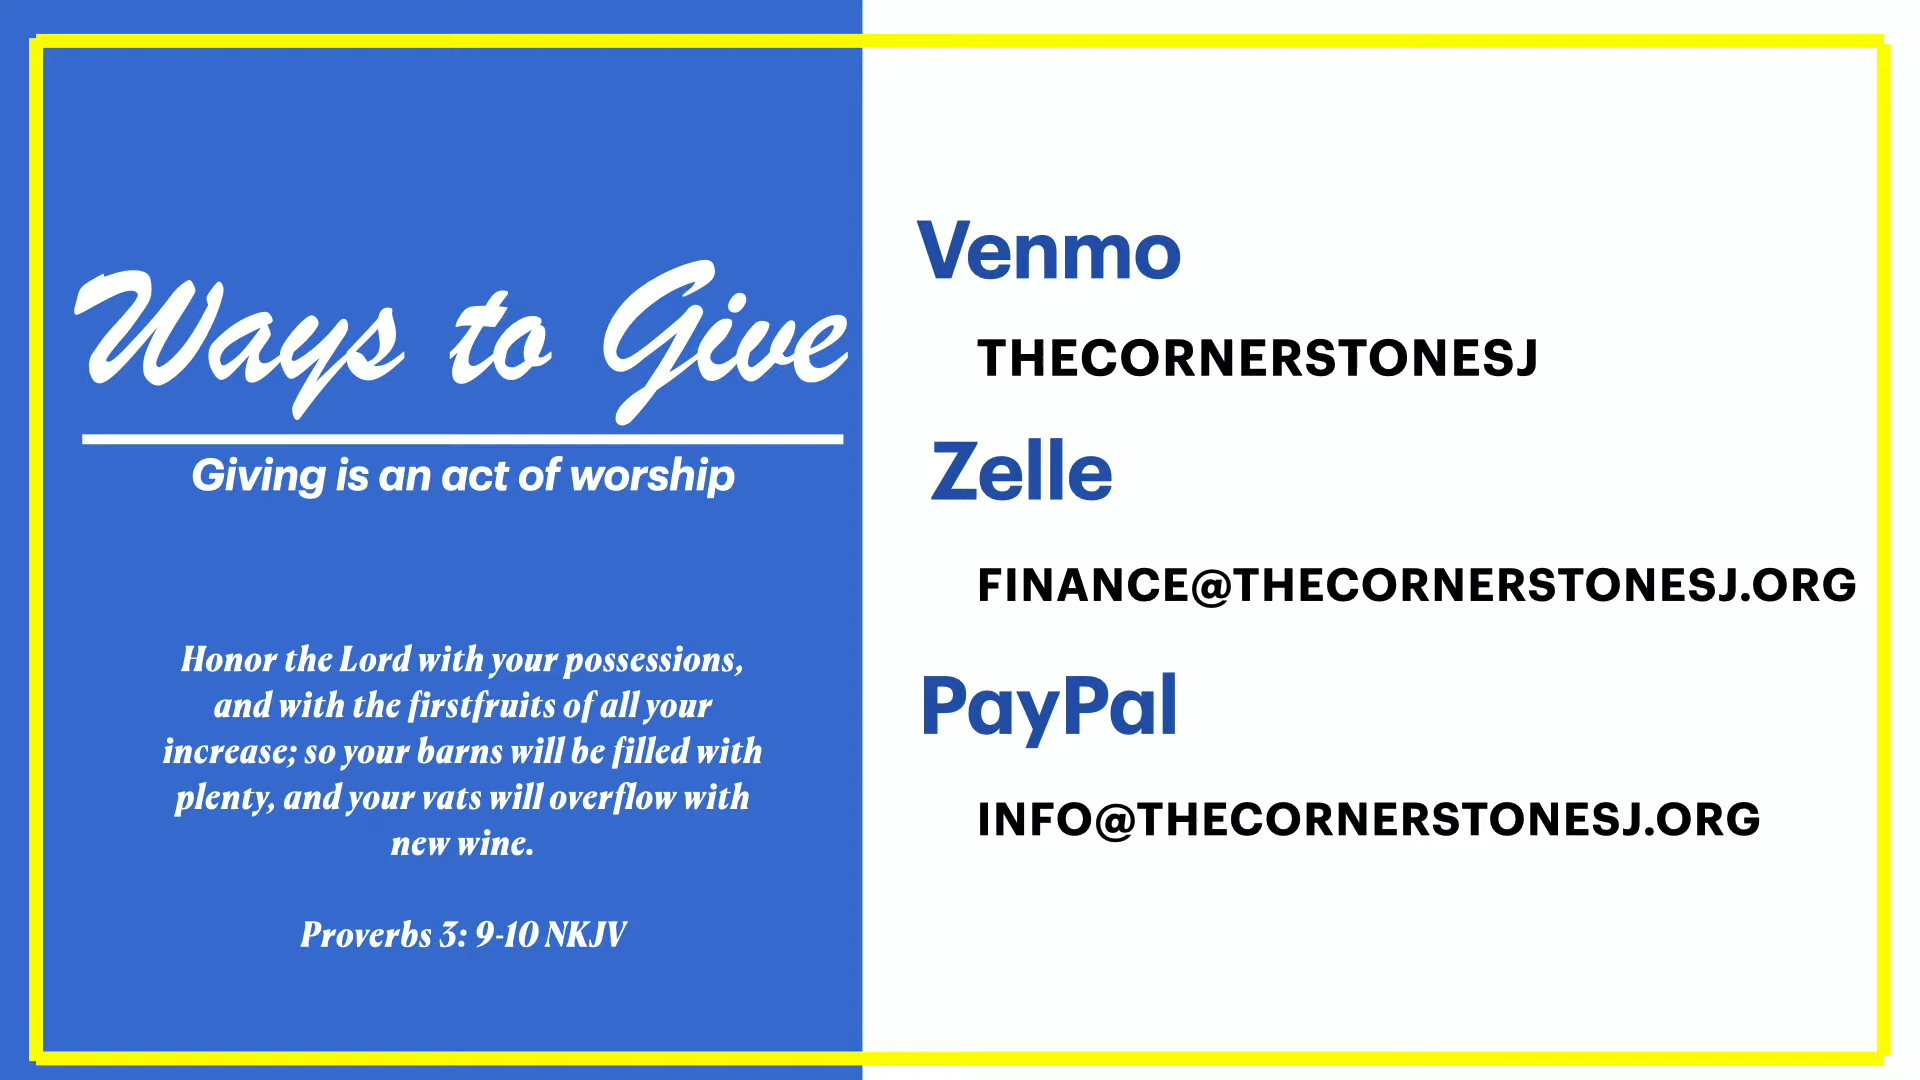 Ways to Give
Giving is an act of worship
Honor the Lord with your possessions,
and with the firstfruits of all your
increase; so your barns will be filled with
plenty, and your vats will overflow with
new wine.
Proverbs 3: 9-10 NKJV
Venmo
THECORNERSTONESJ
Zelle
FINANCE@THECORNERSTONESJ.ORG
PayPal
INFO@THECORNERSTONESJ.ORG